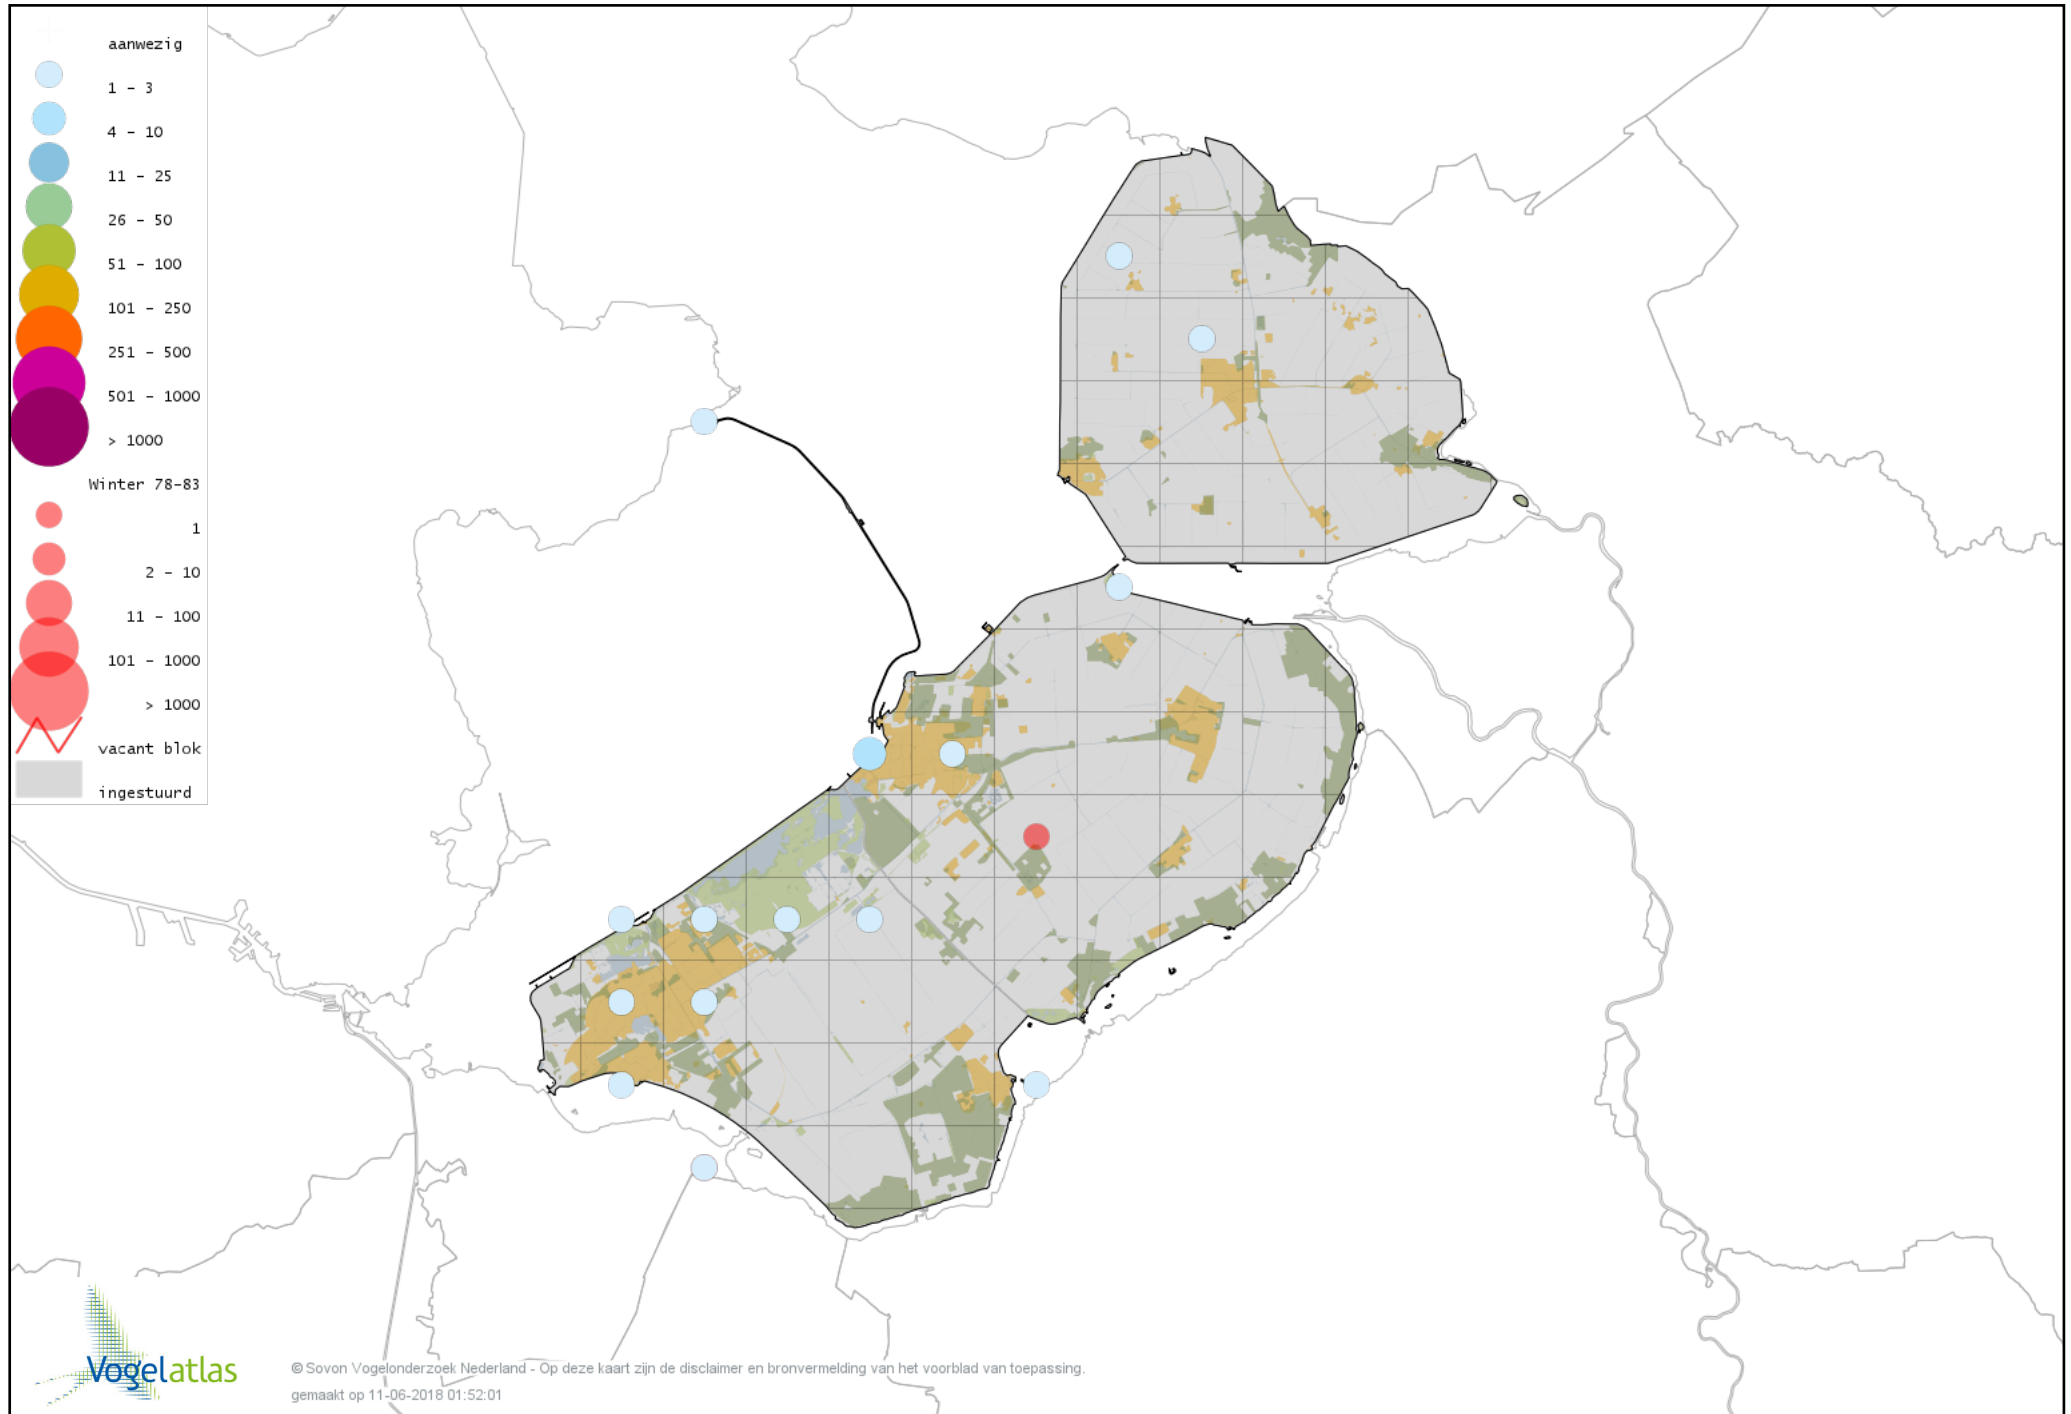 aanwezig
1 - 3
4 - 10
11 - 25
26 - 50
51 - 100
101 - 250
251 - 500
501 - 1000
> 1000
Winter 78-83
1
2 - 10
11 - 100
101 - 1000
> 1000
vacant blok
ingestuurd
Vogelatlas
© Sovon Vogelonderzoek Nederland - Op deze kaart zijn de disclaimer en bronvermelding van het voorblad van toepassing.
gemaakt op 11-06-2018 01:52:01